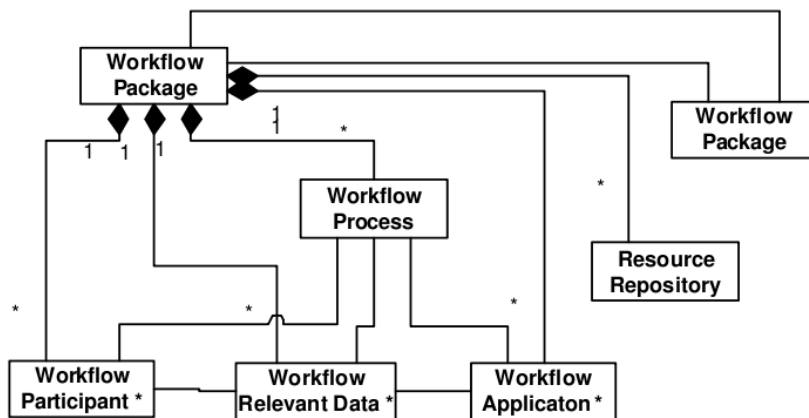 Workflow
Package
Workflow
Package
1
1
1
1
1
*
Workflow
Process
*
Resource
Repository
*
*
*
Workflow
Participant *
Workflow
Relevant Data *
Workflow
Applicaton *